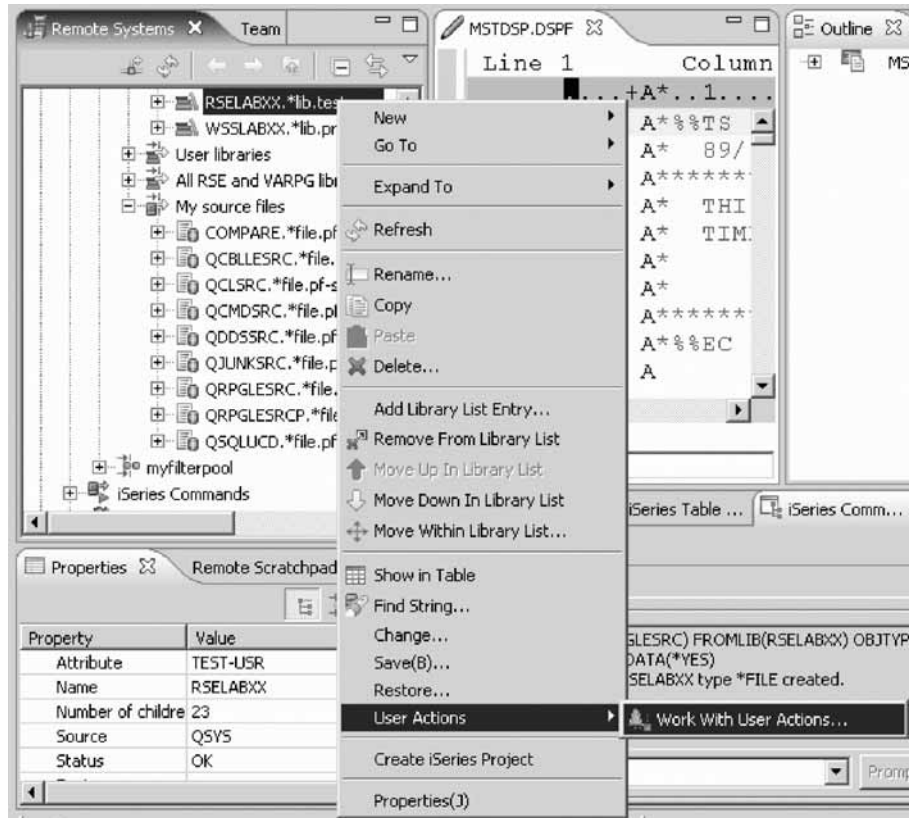 Remote Systems
Team
RSELABXX.*lib.test
WSSLABXX.*lib.pr
User libraries
All RSE and VARPG libr
My source files
COMPARE.*file.pf
QCBLLESRC.*file.
QCLSRC.*file.pf-s
QCMDSRC.*file.pf
QDDSSRC.*file.pf
QJUNKSRC.*file.p
QRPGLESRC.*file.
QRPGLESRCP.*file
QSQLUCD.*file.pf
myfilterpool
iSeries Commands
New
Go To
Expand To
Refresh
Rename...
Copy
Paste
Delete...
Add Library List Entry...
Remove From Library List
Move Up In Library List
Move Down In Library List
Move Within Library List...
Show in Table
Find String...
Change...
Save(B)...
Restore...
User Actions
Create iSeries Project
Properties(J)
Work With User Actions...
MSTDSP.DSPF
Line 1 Column
...+A*..1....
A*%%TS
A* 89/
A*******
A* THI
A* TIM
A*
A*
A*******
A*%%EC
A
Outline
MS
iSeries Table ...
iSeries Comm...
GLESRC) FROMLIB(RSELABXX) OBJTYP
DATA(*YES)
SELABXX type *FILE created.
Promp
Properties
Remote Scratchpad
Property Value
Attribute TEST-USR
Name RSELABXX
Number of childre 23
Source QSYS
Status OK